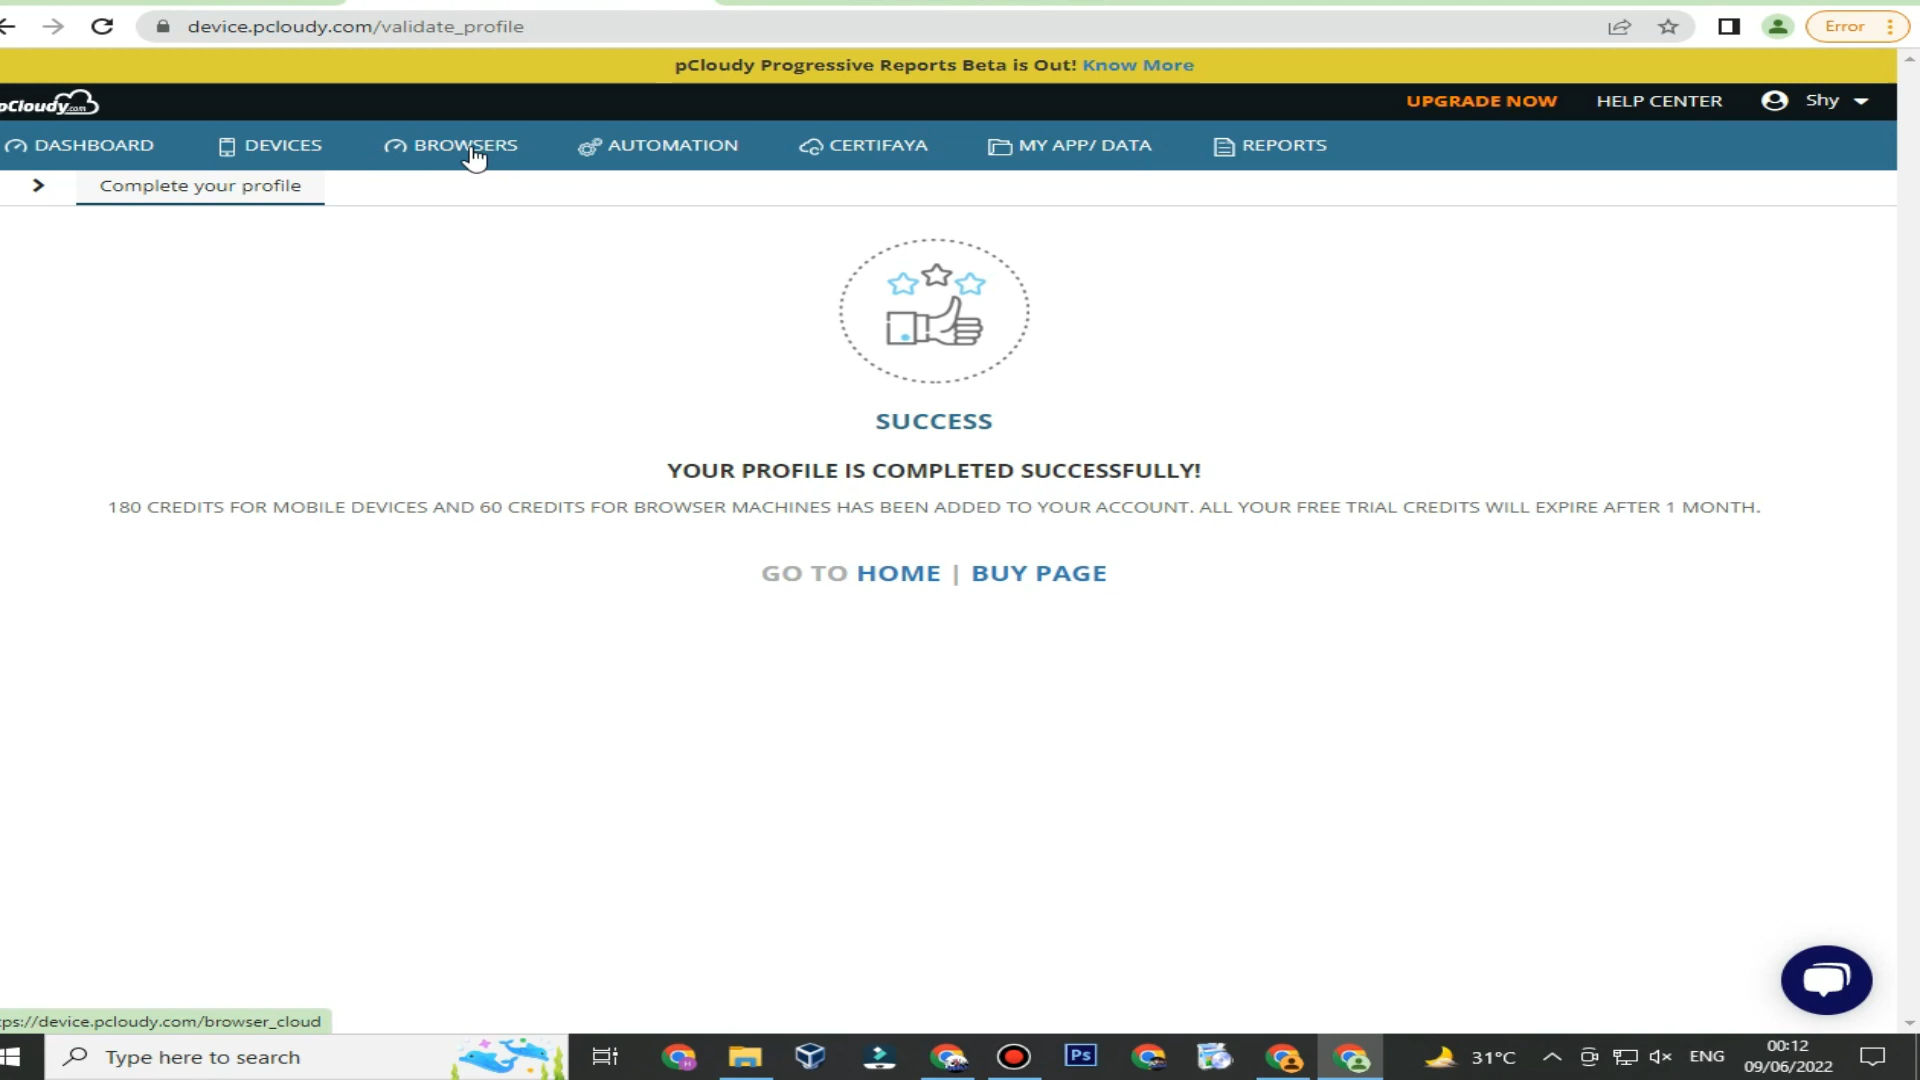 device.pcloudy.com/validate_profile
Error
pCloudy Progressive Reports Beta is Out! Know More
pCloudy.com
UPGRADE NOW
HELP CENTER
Shy
DASHBOARD
DEVICES
BROWSERS
AUTOMATION
CERTIFAYA
MY APP/ DATA
REPORTS
Complete your profile
SUCCESS
YOUR PROFILE IS COMPLETED SUCCESSFULLY!
180 CREDITS FOR MOBILE DEVICES AND 60 CREDITS FOR BROWSER MACHINES HAS BEEN ADDED TO YOUR ACCOUNT. ALL YOUR FREE TRIAL CREDITS WILL EXPIRE AFTER 1 MONTH.
GO TO HOME | BUY PAGE
tps://device.pcloudy.com/browser_cloud
Type here to search
Ps
31°C
ENG
00:12
09/06/2022